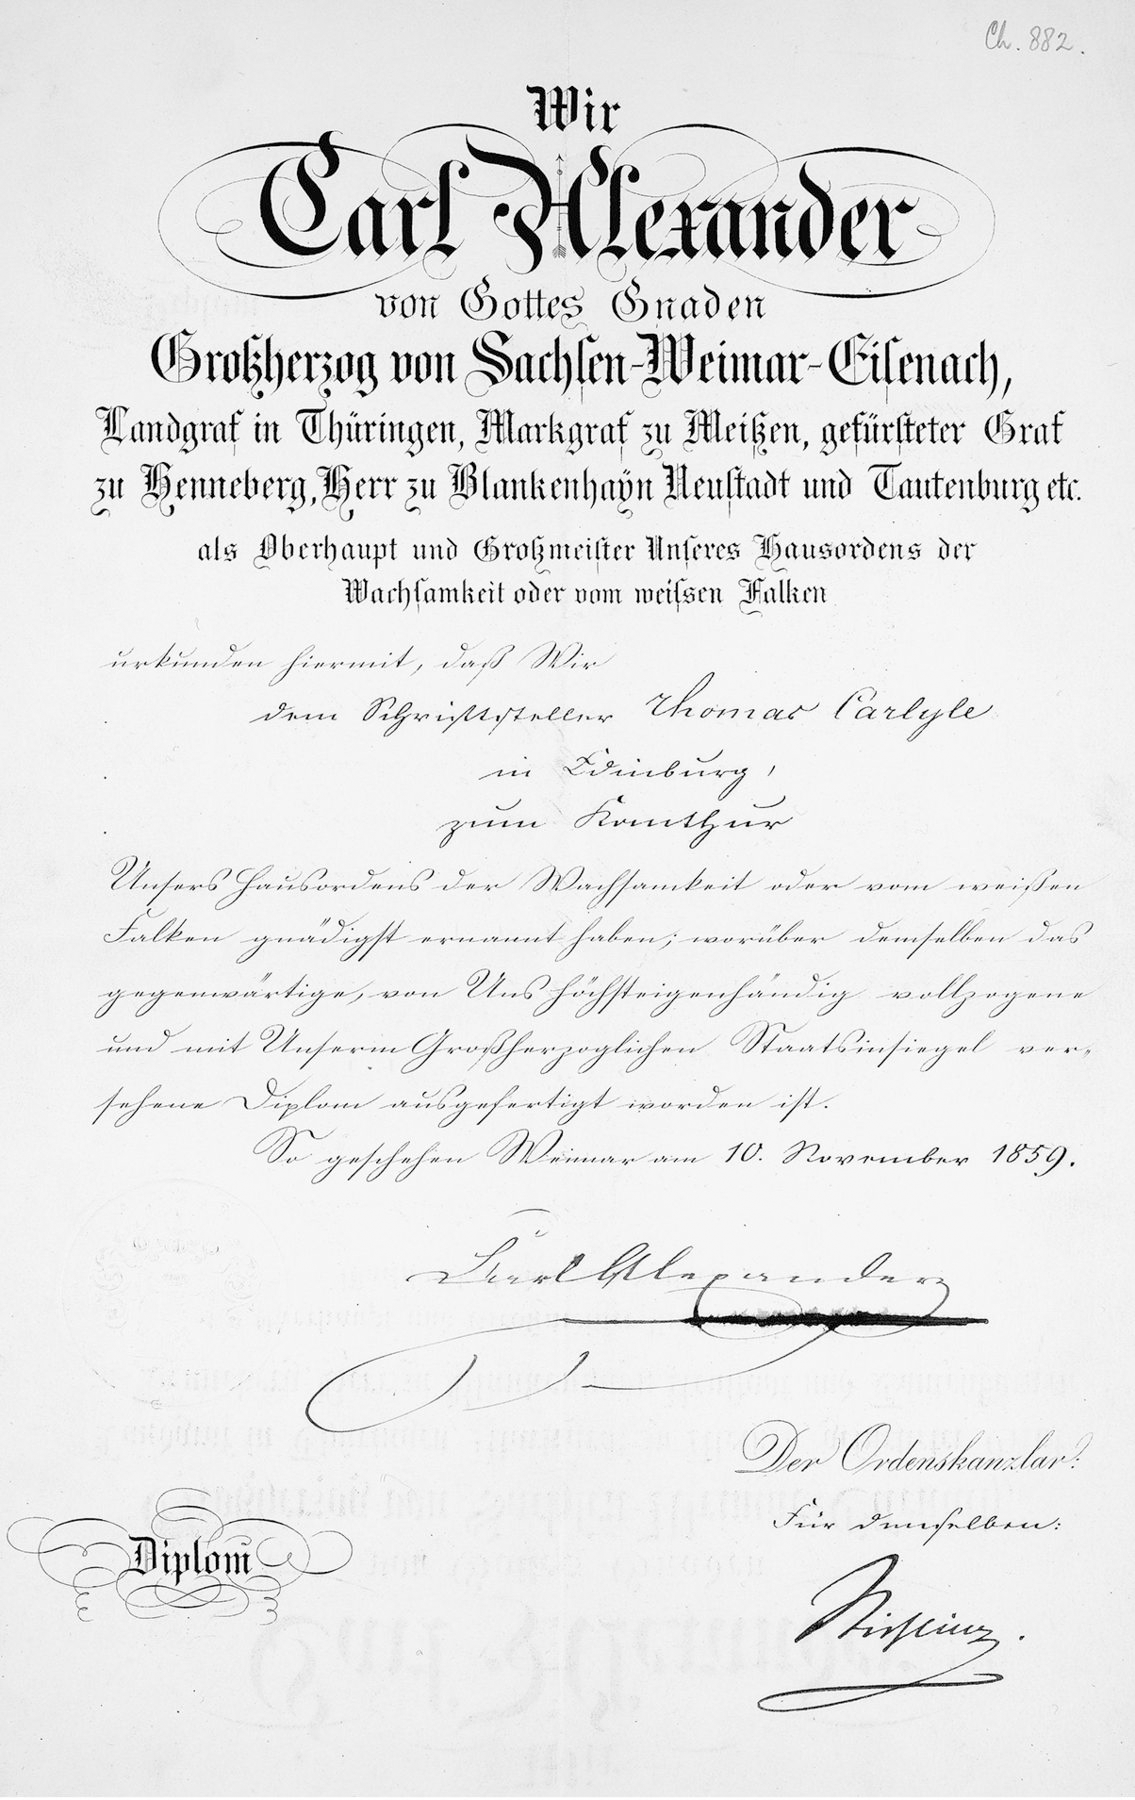 Ch. 882.
Wir
Carl Alexander
von Gottes Gnaden
Großherzog von Sachsen-Weimar-Eisenach,
Landgraf in Thüringen, Markgraf zu Meißen, gefürsteter Graf
zu Henneberg, Herr zu Blankenhayn Neustadt und Tautenburg etc.
als Oberhaupt und Großmeister Unseres Hausordens der
Wachsamkeit oder vom weissen Falken
urkunden hiermit, daß Wir
dem Schriftsteller Thomas Carlyle
in Edinburg,
zum Komthur
Unsers Hausordens der Wachsamkeit oder vom weißen
Falken gnädigst ernannt haben; worüber demselben das
gegenwärtige, von Uns höchsteigenhändig vollzogene
und mit Unserm Großherzoglichen Staatsinsiegel ver-
sehene Diplom ausgefertigt worden ist.
So geschehen Weimar am 10. November 1859.
Carl Alexander
Der Ordenskanzlar:
Für denselben:
Diplom